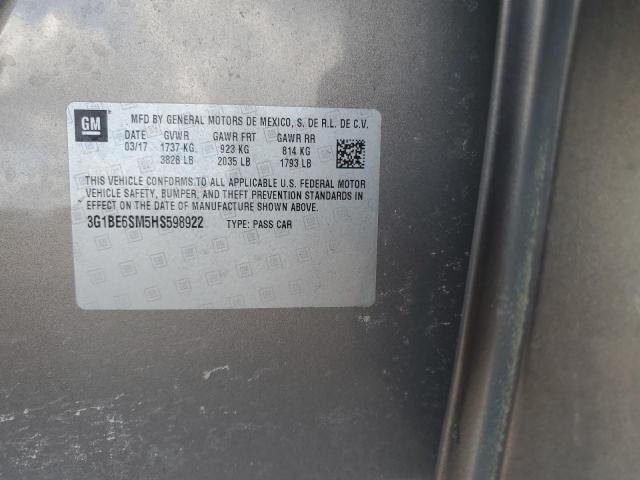 GM
MFD BY GENERAL MOTORS DE MEXICO, S. DE R.L. DE C.V.
DATE GVWR GAWR FRT GAWR RR
03/17 1737 KG 923 KG 814 KG
3828 LB 2035 LB 1793 LB
THIS VEHICLE CONFORMS TO ALL APPLICABLE U.S. FEDERAL MOTOR
VEHICLE SAFETY, BUMPER, AND THEFT PREVENTION STANDARDS
IN EFFECT ON THE DATE OF MANUFACTURE SHOWN ABOVE.
3G1BE6SM5HS598922 TYPE: PASS CAR